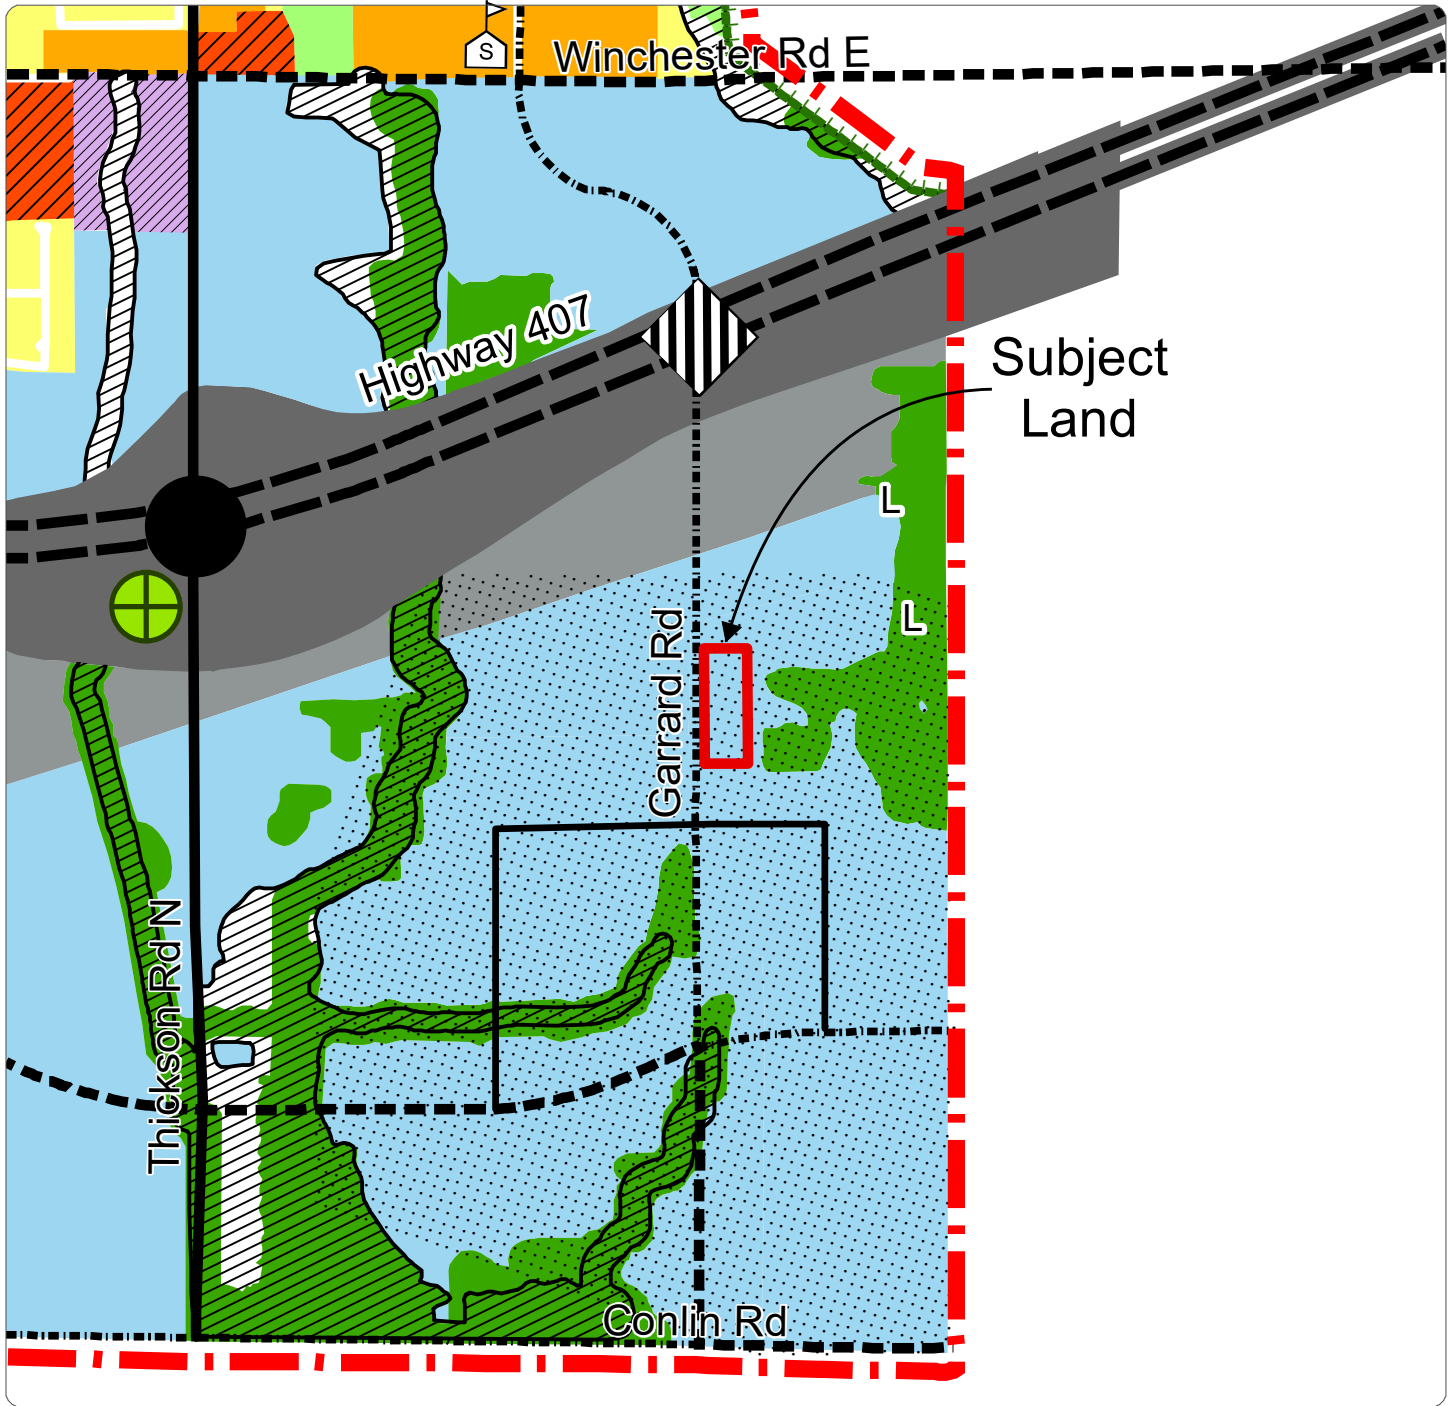 S
Winchester Rd E
Highway 407
Subject
Land
L
L
Garrard Rd
Thickson Rd N
Conlin Rd